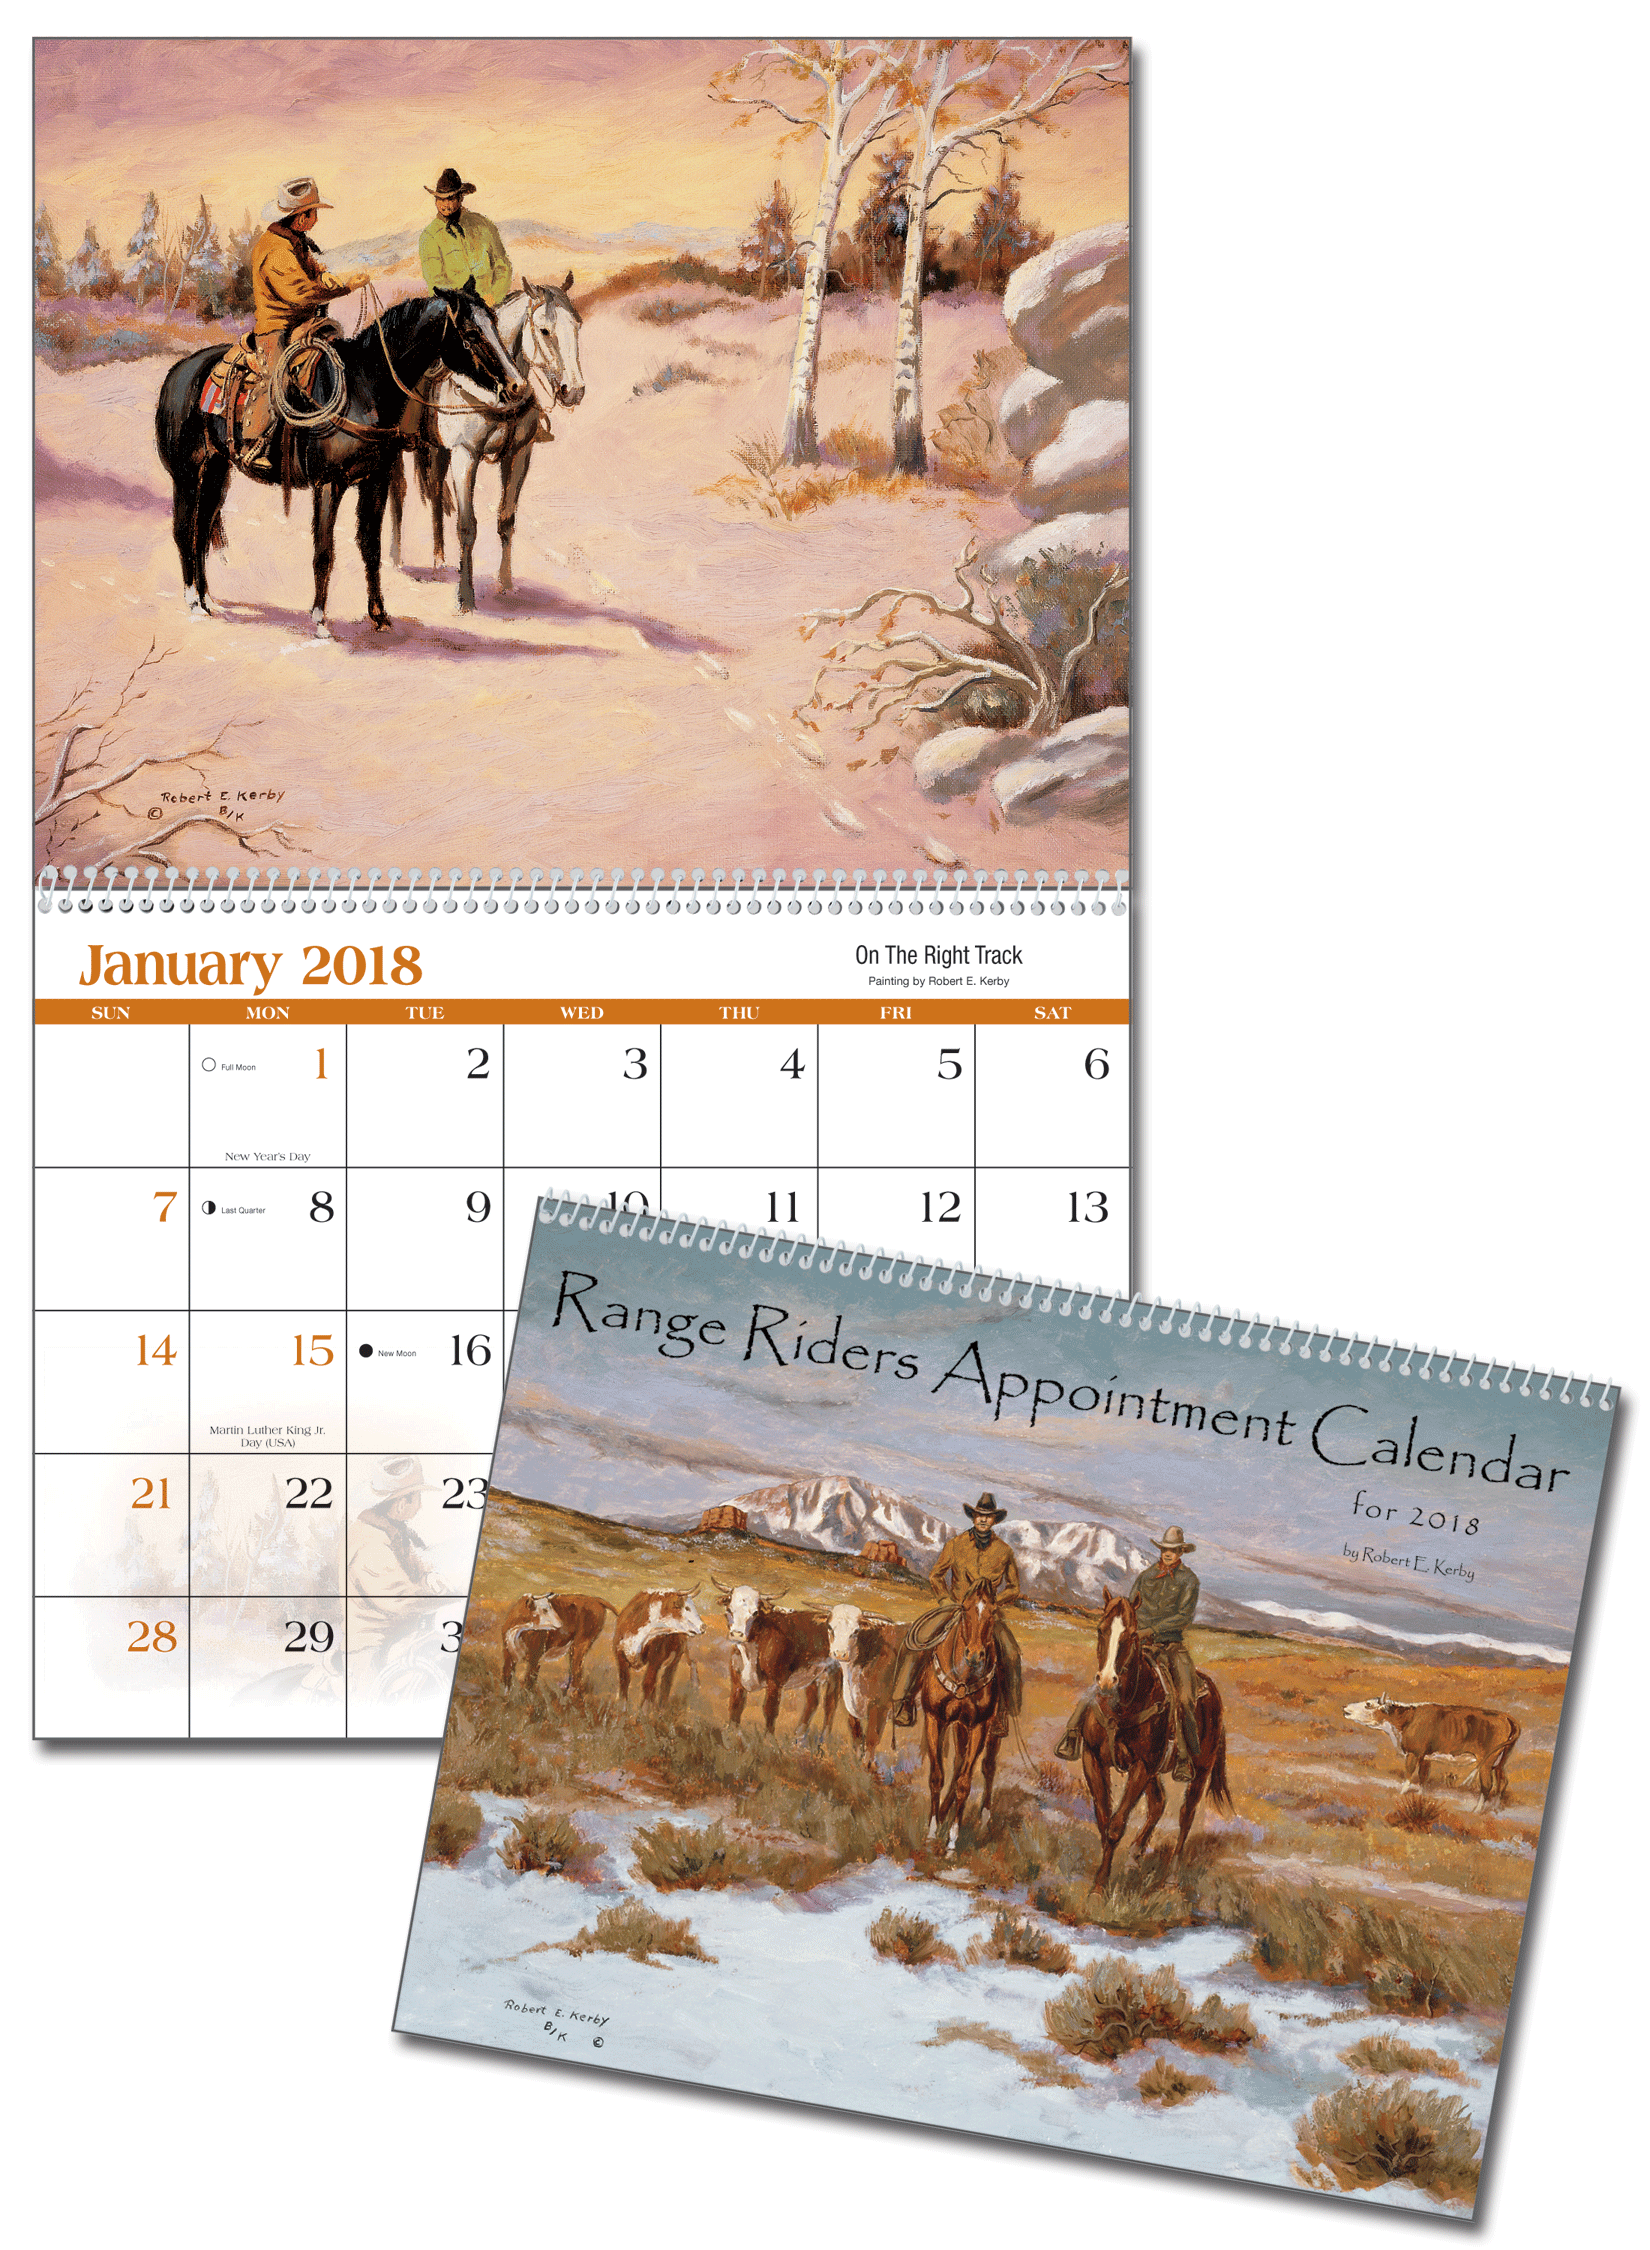 Robert E. Kerby
© B/K
January 2018
On The Right Track
Painting by Robert E. Kerby
SUN MON TUE WED THU FRI SAT
Full Moon 1 2 3 4 5 6
New Year's Day
7 Last Quarter 8 9 10 11 12 13
14 15 New Moon 16
Martin Luther King Jr.
Day (USA)
21 22 23
28 29
Range Riders Appointment Calendar
for 2018
by Robert E. Kerby
Robert E. Kerby
B/K ©